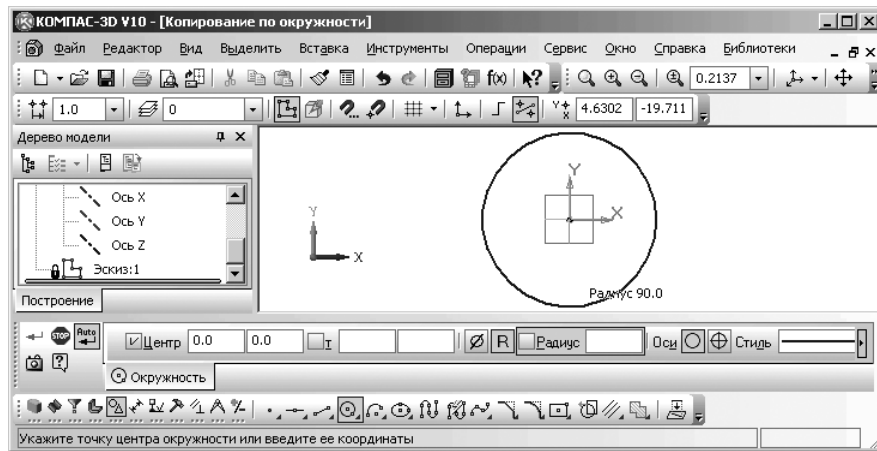 КОМПАС-3D V10 - [Копирование по окружности]
Файл Редактор Вид Выделить Вставка Инструменты Операции Сервис Окно Справка Библиотеки
f(x) 0.2137
1.0 0 Y X 4.6302 -19.711
Дерево модели
Ось X
Ось Y
Ось Z
Эскиз:1
Построение
Y
X
Y
X
Радиус 90.0
STOP Auto Центр 0.0 0.0 т R Радиус Оси Стиль
Окружность
Укажите точку центра окружности или введите ее координаты